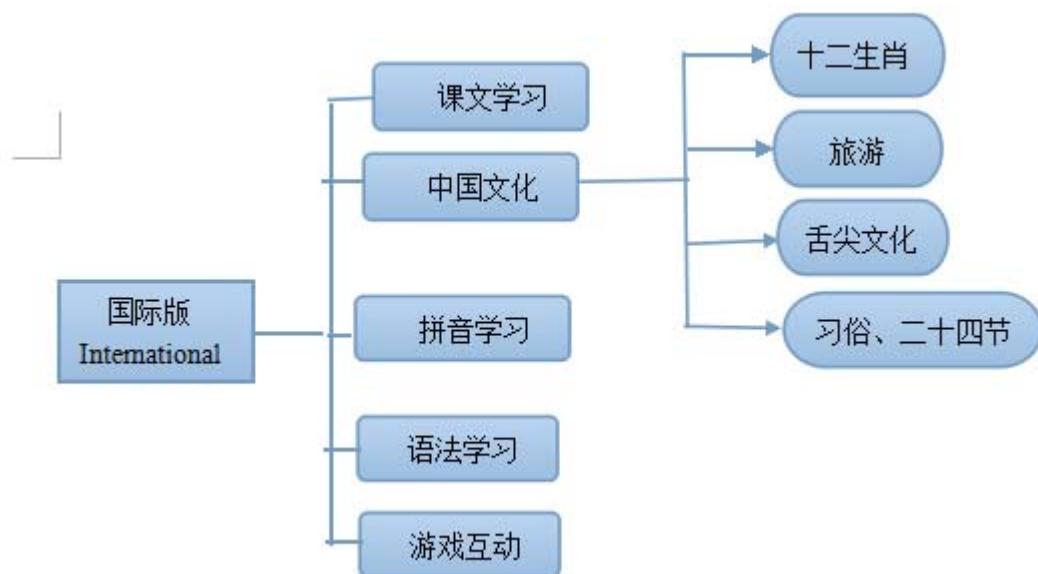 国际版
International
课文学习
中国文化
拼音学习
语法学习
游戏互动
十二生肖
旅游
舌尖文化
习俗、二十四节